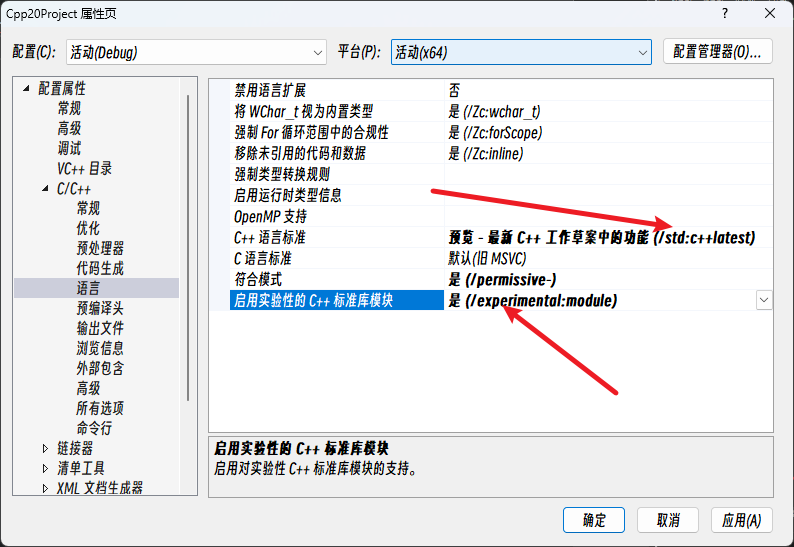 Cpp20Project 属性页
配置(C): 活动(Debug) 平台(P): 活动(x64) 配置管理器(O)...
配置属性
常规
高级
调试
VC++ 目录
C/C++
常规
优化
预处理器
代码生成
语言
预编译头
输出文件
浏览信息
外部包含
高级
所有选项
命令行
链接器
清单工具
XML 文档生成器
禁用语言扩展 否
将 WChar_t 视为内置类型 是 (/Zc:wchar_t)
强制 For 循环范围中的合规性 是 (/Zc:forScope)
移除未引用的代码和数据 是 (/Zc:inline)
强制类型转换规则
启用运行时类型信息
OpenMP 支持
C++ 语言标准 预览 - 最新 C++ 工作草案中的功能 (/std:c++latest)
C 语言标准 默认(旧 MSVC)
符合模式 是 (/permissive-)
启用实验性的 C++ 标准库模块 是 (/experimental:module)
启用实验性的 C++ 标准库模块
启用对实验性 C++ 标准库模块的支持。
确定 取消 应用(A)